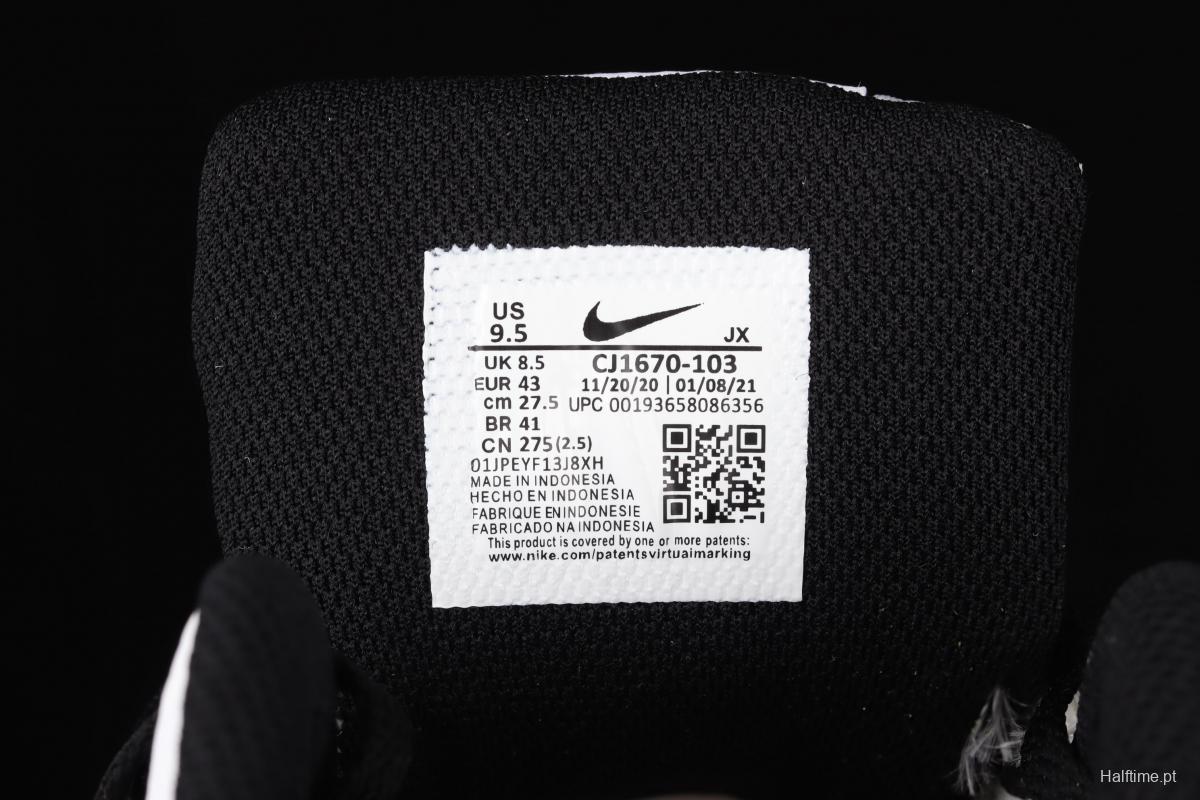 US
9.5
JX
UK 8.5
CJ1670-103
EUR 43
11/20/20 | 01/08/21
cm 27.5
UPC 00193658086356
BR 41
CN 275(2.5)
01JPEYF13J8XH
MADE IN INDONESIA
HECHO EN INDONESIA
FABRIQUE EN INDONESIE
FABRICADO NA INDONESIA
This product is covered by one or more patents:
www.nike.com/patentsvirtuaimarking
Halftime.pt